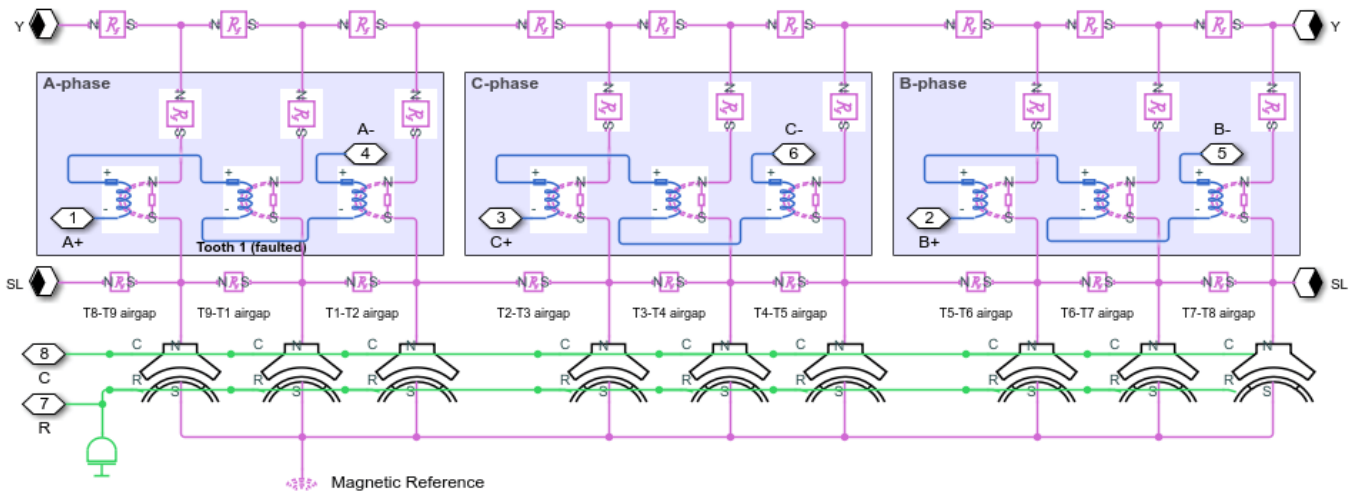 Y N R S N R S N R S N R S N R S N R S N R S N R S N R S Y
A-phase C-phase B-phase
N N N N N N N N N
R R R R R R R R R
S S S S S S S S S
A- C- B-
4 6 5
+ N + N + N + N + N + N + N + N + N
1 - S - S - S 3 - S - S - S 2 - S - S - S
A+ Tooth 1 (faulted) C+ B+
SL N R S N R S N R S N R S N R S N R S N R S N R S N R S SL
T8-T9 airgap T9-T1 airgap T1-T2 airgap T2-T3 airgap T3-T4 airgap T4-T5 airgap T5-T6 airgap T6-T7 airgap T7-T8 airgap
8 C N C N C N C N C N C N C N C N C N
C
7 R S R S R S R S R S R S R S R S R S
R
Magnetic Reference